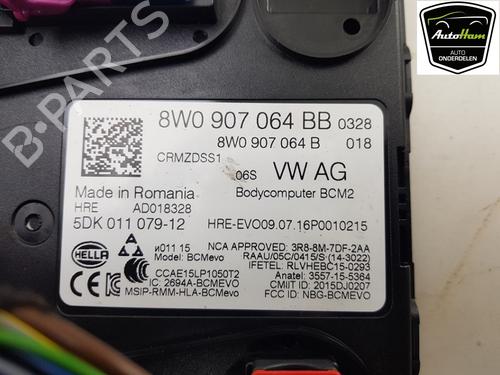 AutoHam
AUTO
ONDERDELEN
B-PARTS
8W0 907 064 BB 0328
8W0 907 064 B 018
CRMZDSS1
06S VW AG
Made in Romania Bodycomputer BCM2
HRE AD018328
5DK 011 079-12 HRE-EVO09.07.16P0010215
HELLA
и011 15
Model: BCMevo
CCAE15LP1050T2
IC: 2694A-BCMevo
MSIP-RMM-HLA-BCMevo
NCA APPROVED: 3R8-8M-7DF-2AA
RAAU/05C/0415/S (14-3022)
IFETEL: RLVHEBC15-0293
Anatel: 3557-15-5364
CMIIT ID: 2015DJ0207
FCC ID: NBG-BCMEVO